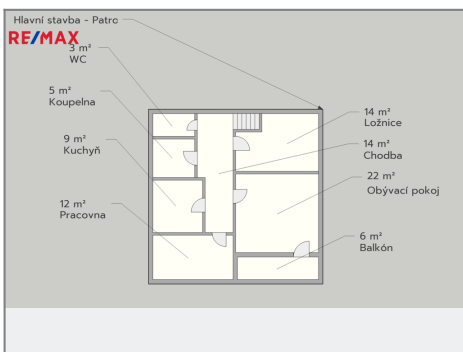 Hlavní stavba - Patro
RE/MAX
3 m²
WC
5 m²
Koupelna
9 m²
Kuchyň
12 m²
Pracovna
14 m²
Ložnice
14 m²
Chodba
22 m²
Obývací pokoj
6 m²
Balkón